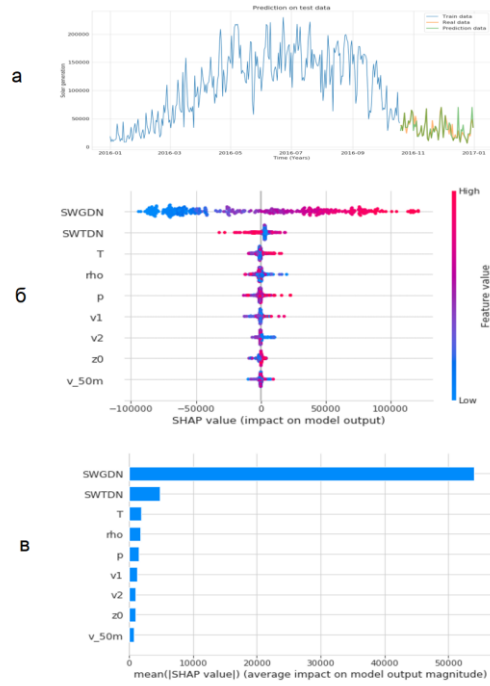 а
Prediction on test data
Train data
Real data
Prediction data
Solar generation
200000
150000
100000
50000
0
2016-01 2016-03 2016-05 2016-07 2016-09 2016-11 2017-01
Time (Years)
б
High
SWGDN
SWTDN
T
rho
p
v1
v2
z0
v_50m
Feature value
Low
−100000 −50000 0 50000 100000
SHAP value (impact on model output)
в
SWGDN
SWTDN
T
rho
p
v1
v2
z0
v_50m
0 10000 20000 30000 40000 50000
mean(|SHAP value|) (average impact on model output magnitude)